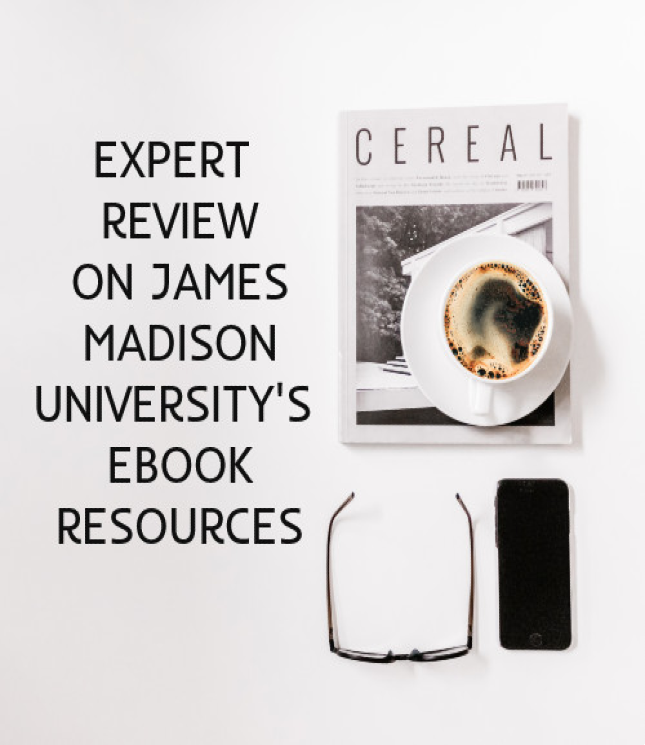 EXPERT
REVIEW
ON JAMES
MADISON
UNIVERSITY'S
EBOOK
RESOURCES
CEREAL